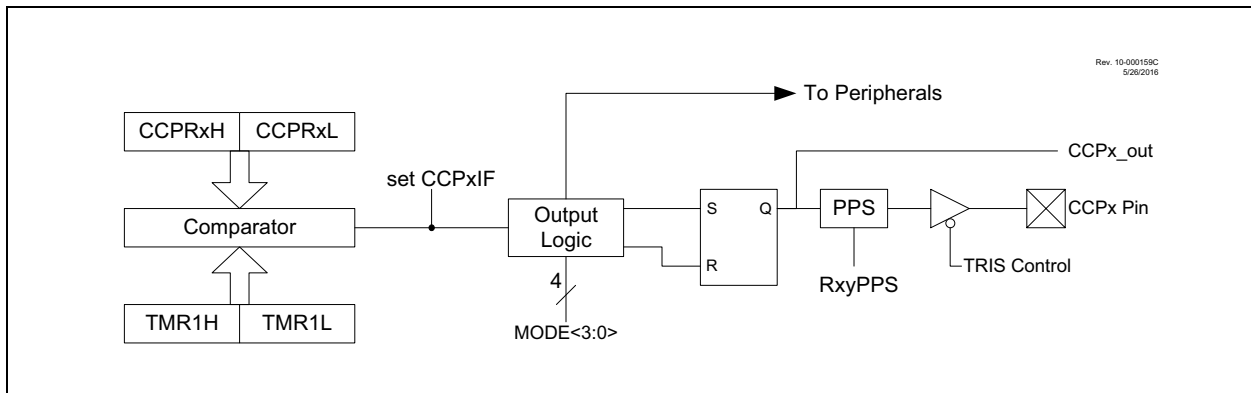 Rev. 10-000159C
5/26/2016
To Peripherals
CCPRxH CCPRxL
CCPx_out
set CCPxIF
Comparator
Output
Logic
S Q
R
PPS
CCPx Pin
4
RxyPPS
TRIS Control
TMR1H TMR1L
MODE<3:0>